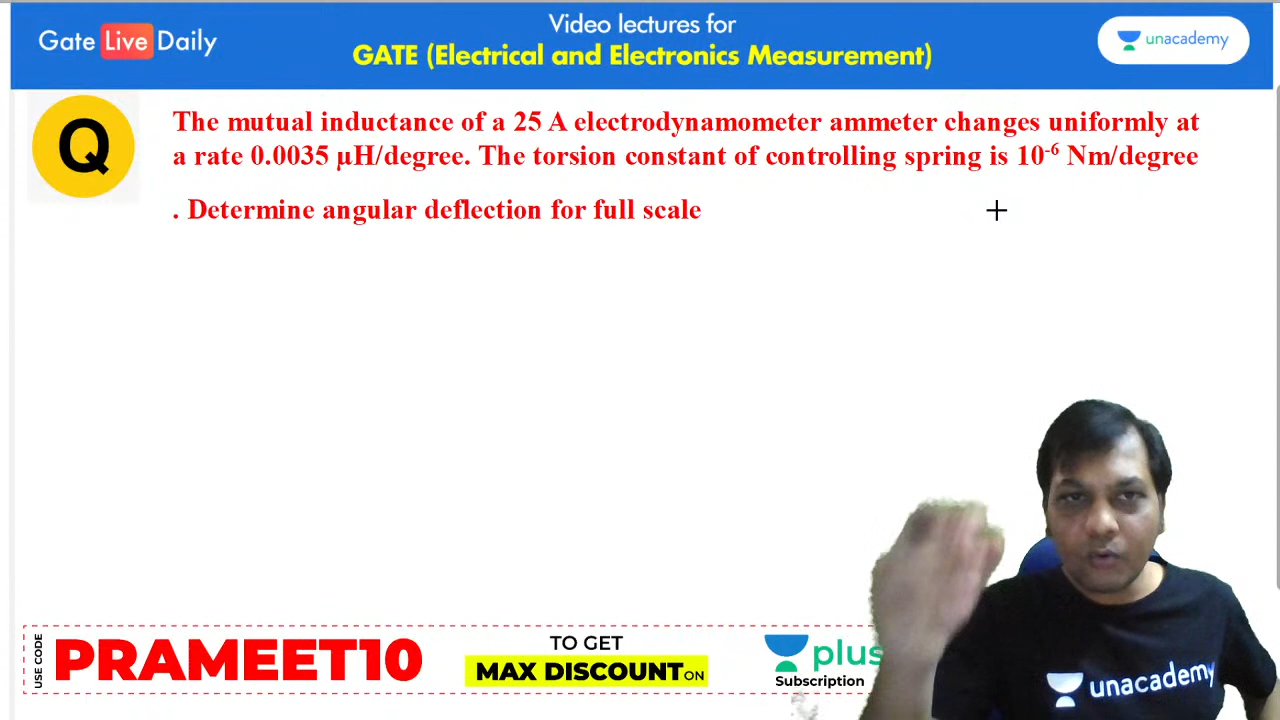 Gate Live Daily
Video lectures for
GATE (Electrical and Electronics Measurement)
unacademy
Q
The mutual inductance of a 25 A electrodynamometer ammeter changes uniformly at
a rate 0.0035 µH/degree. The torsion constant of controlling spring is 10⁻⁶ Nm/degree
. Determine angular deflection for full scale
USE CODE
PRAMEET10
TO GET
MAX DISCOUNT ON
plus
Subscription
unacademy